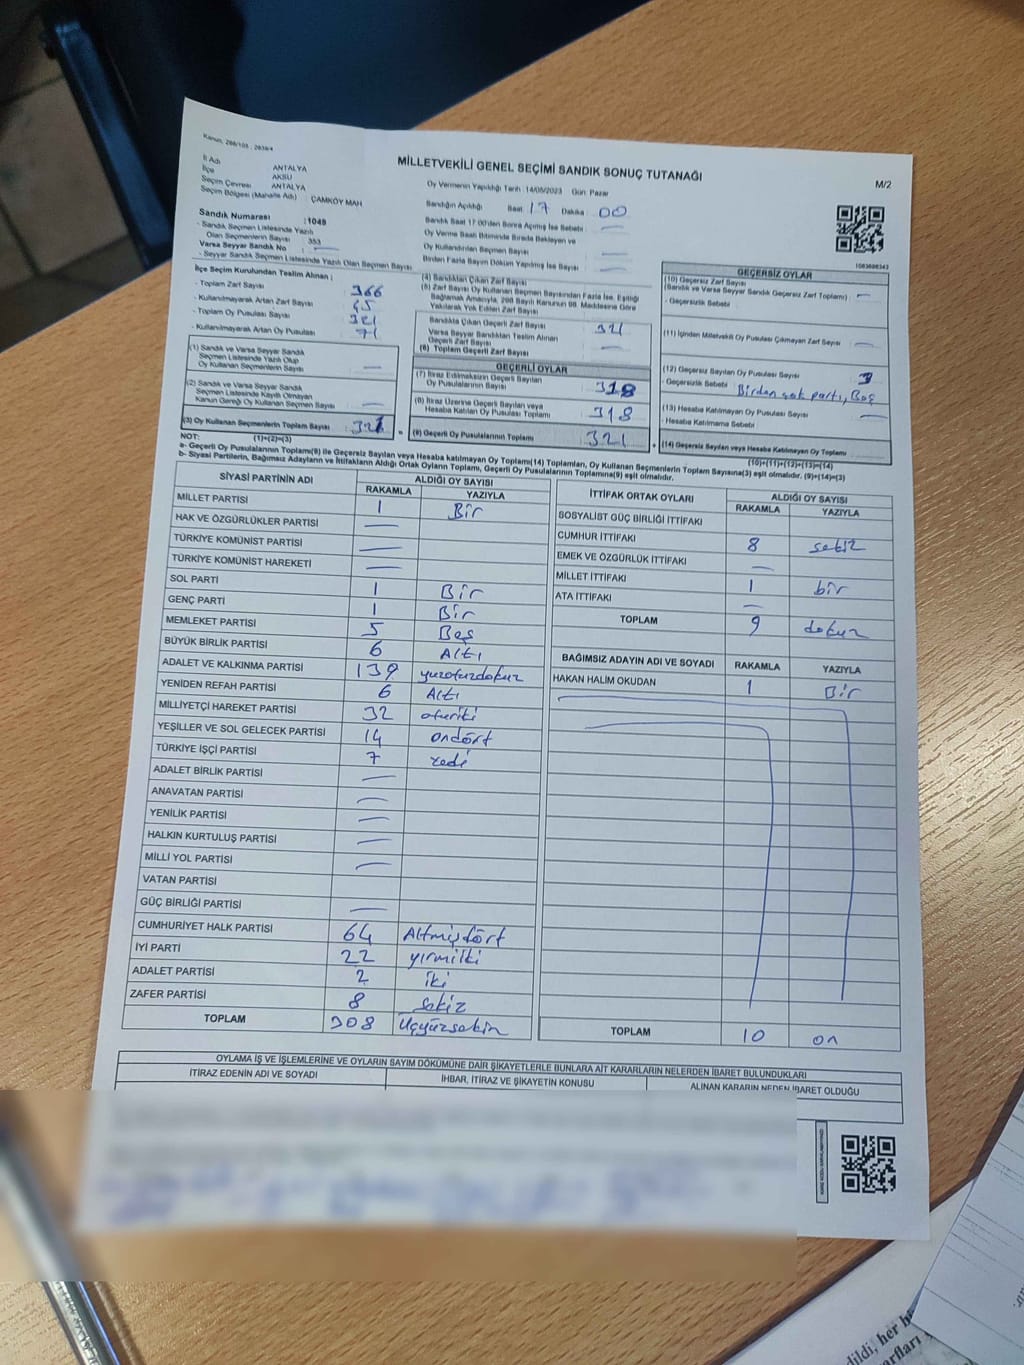 Kanun, 298/105 , 2839/4
MİLLETVEKİLİ GENEL SEÇİMİ SANDIK SONUÇ TUTANAĞI
M/2
İl Adı ANTALYA
İlçe AKSU
Seçim Çevresi ANTALYA
Seçim Bölgesi (Mahalle Adı) ÇAMKÖY MAH
Sandık Numarası : 1049
- Sandık Seçmen Listesinde Yazılı
Olan Seçmenlerin Sayısı : 353
Varsa Seyyar Sandık No —
- Seyyar Sandık Seçmen Listesinde Yazılı Olan Seçmen Sayısı
Oy Vermenin Yapıldığı Tarih :14/05/2023 Gün: Pazar
Sandığın Açıldığı Saat 17 Dakika 00
Sandık Saat 17:00'den Sonra Açılmış İse Sebebi : —
Oy Verme Saati Bitiminde Sırada Bekleyen ve
Oy Kullandırılan Seçmen Sayısı —
Birden Fazla Sayım Döküm Yapılmış İse Sayısı —
1083686343
İlçe Seçim Kurulundan Teslim Alınan ;
- Toplam Zarf Sayısı : 366
- Kullanılmayarak Artan Zarf Sayısı : 45
- Toplam Oy Pusulası Sayısı : 321
- Kullanılmayarak Artan Oy Pusulası : 71
(1) Sandık ve Varsa Seyyar Sandık
Seçmen Listesinde Yazılı Olup
Oy Kullanan Seçmenlerin Sayısı —
(2) Sandık ve Varsa Seyyar Sandık
Seçmen Listesinde Kayıtlı Olmayan
Kanun Gereği Oy Kullanan Seçmenlerin Sayısı —
(3) Oy Kullanan Seçmenlerin Toplam Sayısı 321
(4) Sandıktan Çıkan Zarf Sayısı
(5) Zarf Sayısı Oy Kullanan Seçmen Sayısından Fazla İse, Eşitliği
Sağlamak Amacıyla, 298 Sayılı Kanunun 98. Maddesine Göre
Yakılarak Yok Edilen Zarf Sayısı
Sandıkta Çıkan Geçerli Zarf Sayısı 321
Varsa Seyyar Sandıktan Teslim Alınan
Geçerli Zarf Sayısı —
(6) Toplam Geçerli Zarf Sayısı
GEÇERLİ OYLAR
(7) İtiraz Edilmeksizin Geçerli Sayılan
Oy Pusulalarının Sayısı 318
(8) İtiraz Üzerine Geçerli Sayılan veya
Hesaba Katılan Oy Pusulası Toplamı 318
= (9) Geçerli Oy Pusulalarının Toplamı 321
GEÇERSİZ OYLAR
(10) Geçersiz Zarf Sayısı
(Sandık ve Varsa Seyyar Sandık Geçersiz Zarf Toplamı) : —
- Geçersizlik Sebebi :
(11) İçinden Milletvekili Oy Pusulası Çıkmayan Zarf Sayısı —
(12) Geçersiz Sayılan Oy Pusulası Sayısı : 3
- Geçersizlik Sebebi : Birden çok parti, Boş
(13) Hesaba Katılmayan Oy Pusulası Sayısı —
- Hesaba Katılmama Sebebi :
+ (14) Geçersiz Sayılan veya Hesaba Katılmayan Oy Toplamı
(10)+(11)+(12)+(13)=(14)
NOT: (1)+(2)=(3)
a- Geçerli Oy Pusulalarının Toplamı(9) ile Geçersiz Sayılan veya Hesaba katılmayan Oy Toplamı(14) Toplamları, Oy Kullanan Seçmenlerin Toplam Sayısına(3) eşit olmalıdır. (9)+(14)=(3)
b- Siyasi Partilerin, Bağımsız Adayların ve İttifakların Aldığı Ortak Oyların Toplamı, Geçerli Oy Pusulalarının Toplamına(9) eşit olmalıdır.
SİYASİ PARTİNİN ADI ALDIĞI OY SAYISI
RAKAMLA YAZIYLA
MİLLET PARTİSİ 1 Bir
HAK VE ÖZGÜRLÜKLER PARTİSİ —
TÜRKİYE KOMÜNİST PARTİSİ —
TÜRKİYE KOMÜNİST HAREKETİ —
SOL PARTİ 1 Bir
GENÇ PARTİ 1 Bir
MEMLEKET PARTİSİ 5 Beş
BÜYÜK BİRLİK PARTİSİ 6 Altı
ADALET VE KALKINMA PARTİSİ 139 yüzotuzdokuz
YENİDEN REFAH PARTİSİ 6 Altı
MİLLİYETÇİ HAREKET PARTİSİ 32 otuziki
YEŞİLLER VE SOL GELECEK PARTİSİ 14 ondört
TÜRKİYE İŞÇİ PARTİSİ 7 yedi
ADALET BİRLİK PARTİSİ —
ANAVATAN PARTİSİ —
YENİLİK PARTİSİ —
HALKIN KURTULUŞ PARTİSİ —
MİLLİ YOL PARTİSİ —
VATAN PARTİSİ
GÜÇ BİRLİĞİ PARTİSİ —
CUMHURİYET HALK PARTİSİ 64 Altmışdört
İYİ PARTİ 22 yirmiiki
ADALET PARTİSİ 2 iki
ZAFER PARTİSİ 8 Sekiz
TOPLAM 308 Üçyüzsekiz
İTTİFAK ORTAK OYLARI ALDIĞI OY SAYISI
RAKAMLA YAZIYLA
SOSYALİST GÜÇ BİRLİĞİ İTTİFAKI
CUMHUR İTTİFAKI 8 sekiz
EMEK VE ÖZGÜRLÜK İTTİFAKI —
MİLLET İTTİFAKI 1 bir
ATA İTTİFAKI —
TOPLAM 9 dokuz
BAĞIMSIZ ADAYIN ADI VE SOYADI RAKAMLA YAZIYLA
HAKAN HALİM OKUDAN 1 Bir
TOPLAM 10 on
OYLAMA İŞ VE İŞLEMLERİNE VE OYLARIN SAYIM DÖKÜMÜNE DAİR ŞİKAYETLERLE BUNLARA AİT KARARLARIN NELERDEN İBARET BULUNDUKLARI
İTİRAZ EDENİN ADI VE SOYADI İHBAR, İTİRAZ VE ŞİKAYETİN KONUSU ALINAN KARARIN NEDEN İBARET OLDUĞU
dildi, her